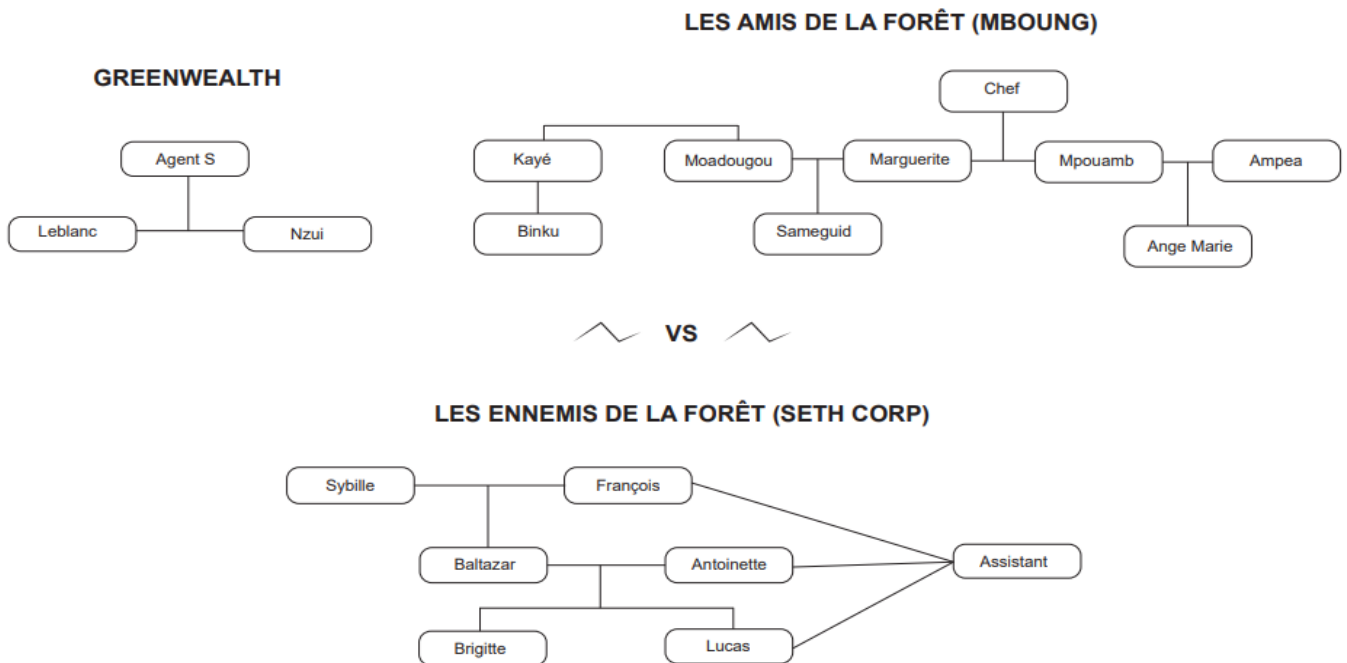 LES AMIS DE LA FORÊT (MBOUNG)
GREENWEALTH
Chef
Agent S
Kayé
Moadougou
Marguerite
Mpouamb
Ampea
Leblanc
Nzui
Binku
Sameguid
Ange Marie
VS
LES ENNEMIS DE LA FORÊT (SETH CORP)
Sybille
François
Baltazar
Antoinette
Assistant
Brigitte
Lucas